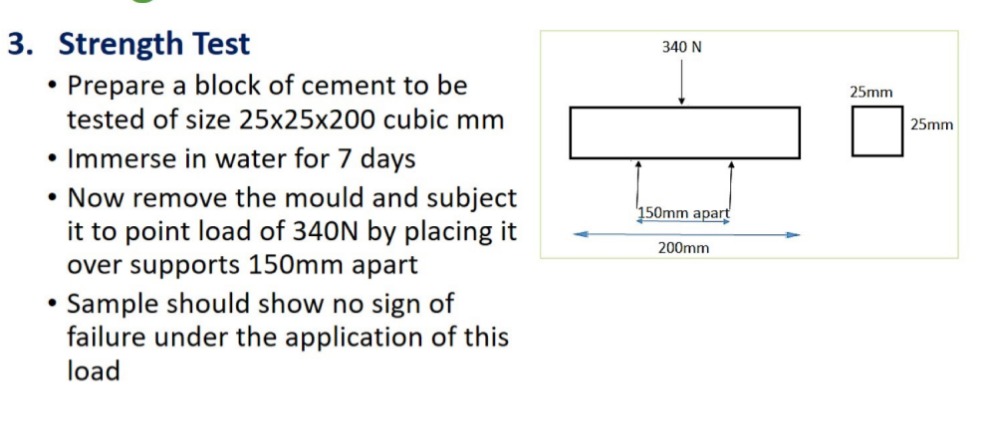 3. Strength Test
• Prepare a block of cement to be
tested of size 25x25x200 cubic mm
• Immerse in water for 7 days
• Now remove the mould and subject
it to point load of 340N by placing it
over supports 150mm apart
• Sample should show no sign of
failure under the application of this
load
340 N
25mm
25mm
150mm apart
200mm